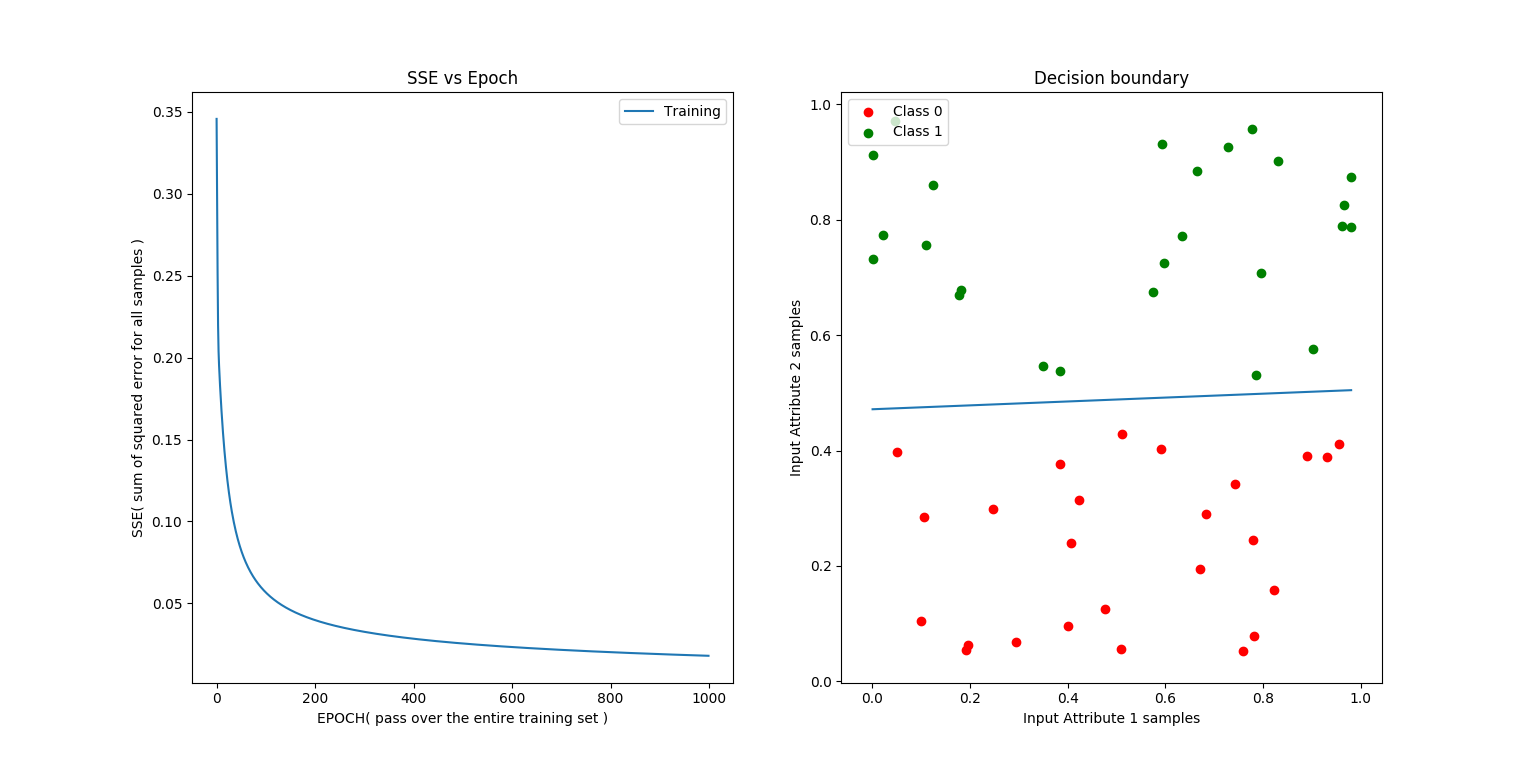 SSE vs Epoch
Training
SSE( sum of squared error for all samples )
0.35
0.30
0.25
0.20
0.15
0.10
0.05
0
200
400
600
800
1000
EPOCH( pass over the entire training set )
Decision boundary
Class 0
Class 1
Input Attribute 2 samples
1.0
0.8
0.6
0.4
0.2
0.0
0.0
0.2
0.4
0.6
0.8
1.0
Input Attribute 1 samples